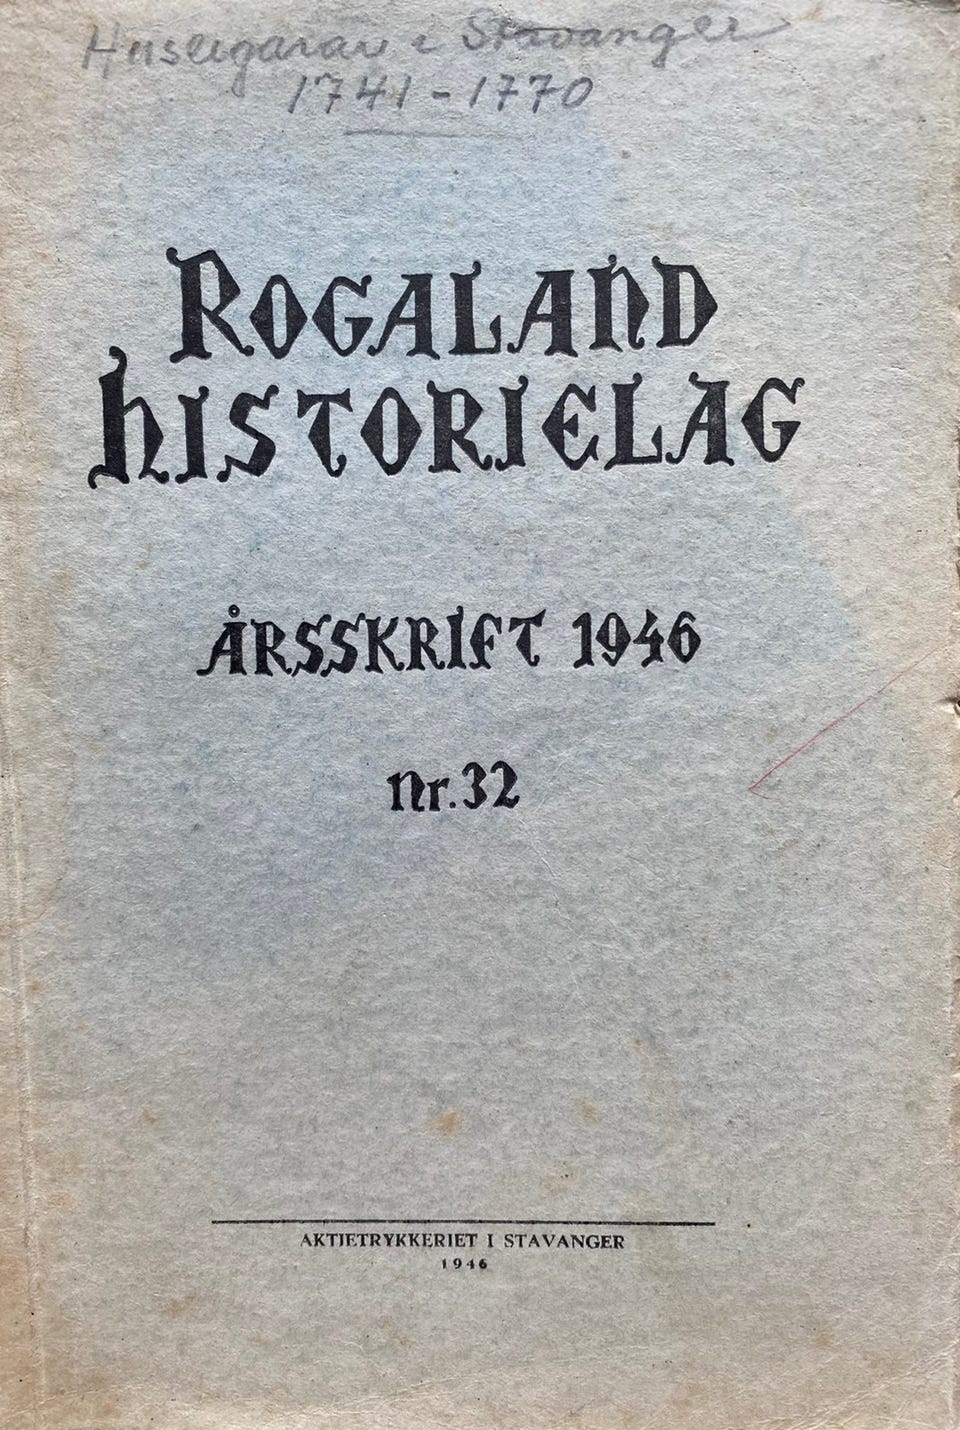 Huseigarar i Stavanger
1741-1770
ROGALAND
HISTORIELAG
ÅRSSKRIFT 1946
Nr. 32
AKTIETRYKKERIET I STAVANGER
1946